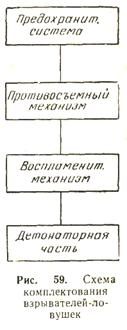 Предохранит.
система
Противосъемный
механизм
Воспламенит.
механизм
Детонаторная
часть
Рис. 59. Схема
комплектования
взрывателей-ло-
вушек